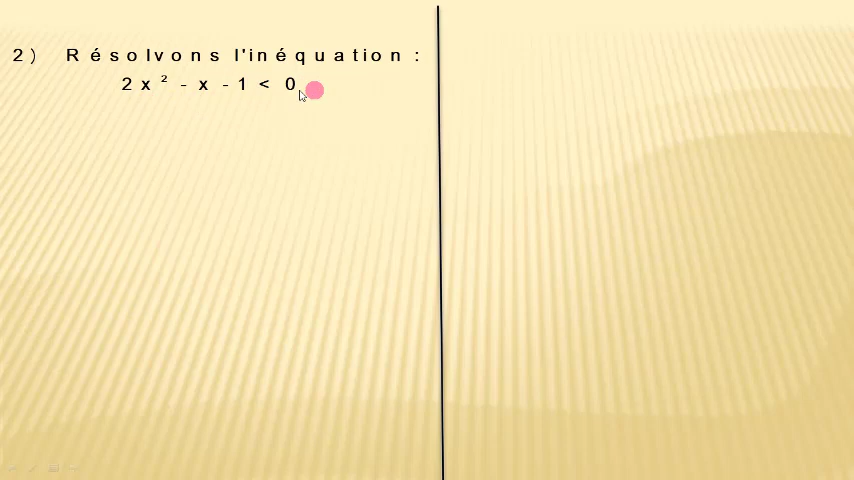 2) Résolvons l'inéquation :
2x² - x - 1 < 0